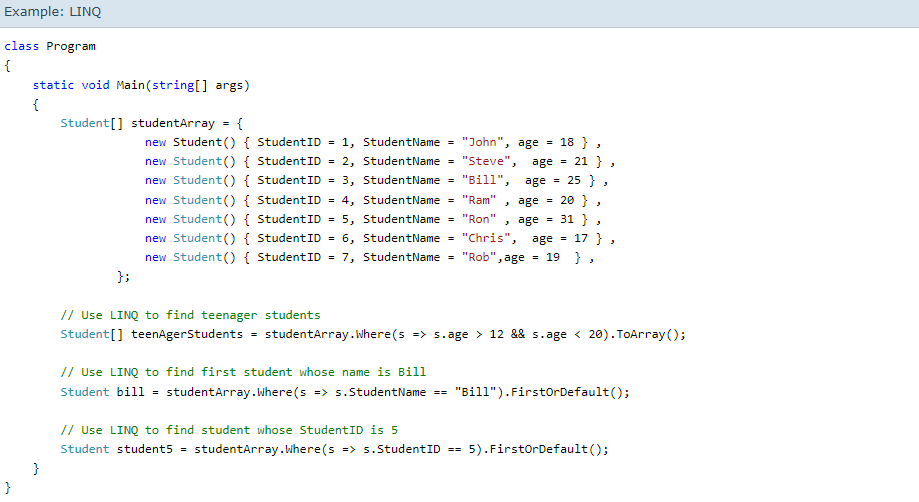 Example: LINQ
class Program
{
    static void Main(string[] args)
    {
        Student[] studentArray = {
                    new Student() { StudentID = 1, StudentName = "John", age = 18 } ,
                    new Student() { StudentID = 2, StudentName = "Steve",  age = 21 } ,
                    new Student() { StudentID = 3, StudentName = "Bill",  age = 25 } ,
                    new Student() { StudentID = 4, StudentName = "Ram" , age = 20 } ,
                    new Student() { StudentID = 5, StudentName = "Ron" , age = 31 } ,
                    new Student() { StudentID = 6, StudentName = "Chris",  age = 17 } ,
                    new Student() { StudentID = 7, StudentName = "Rob",age = 19  } ,
                };
        // Use LINQ to find teenager students
        Student[] teenAgerStudents = studentArray.Where(s => s.age > 12 && s.age < 20).ToArray();
        // Use LINQ to find first student whose name is Bill
        Student bill = studentArray.Where(s => s.StudentName == "Bill").FirstOrDefault();
        // Use LINQ to find student whose StudentID is 5
        Student student5 = studentArray.Where(s => s.StudentID == 5).FirstOrDefault();
    }
}